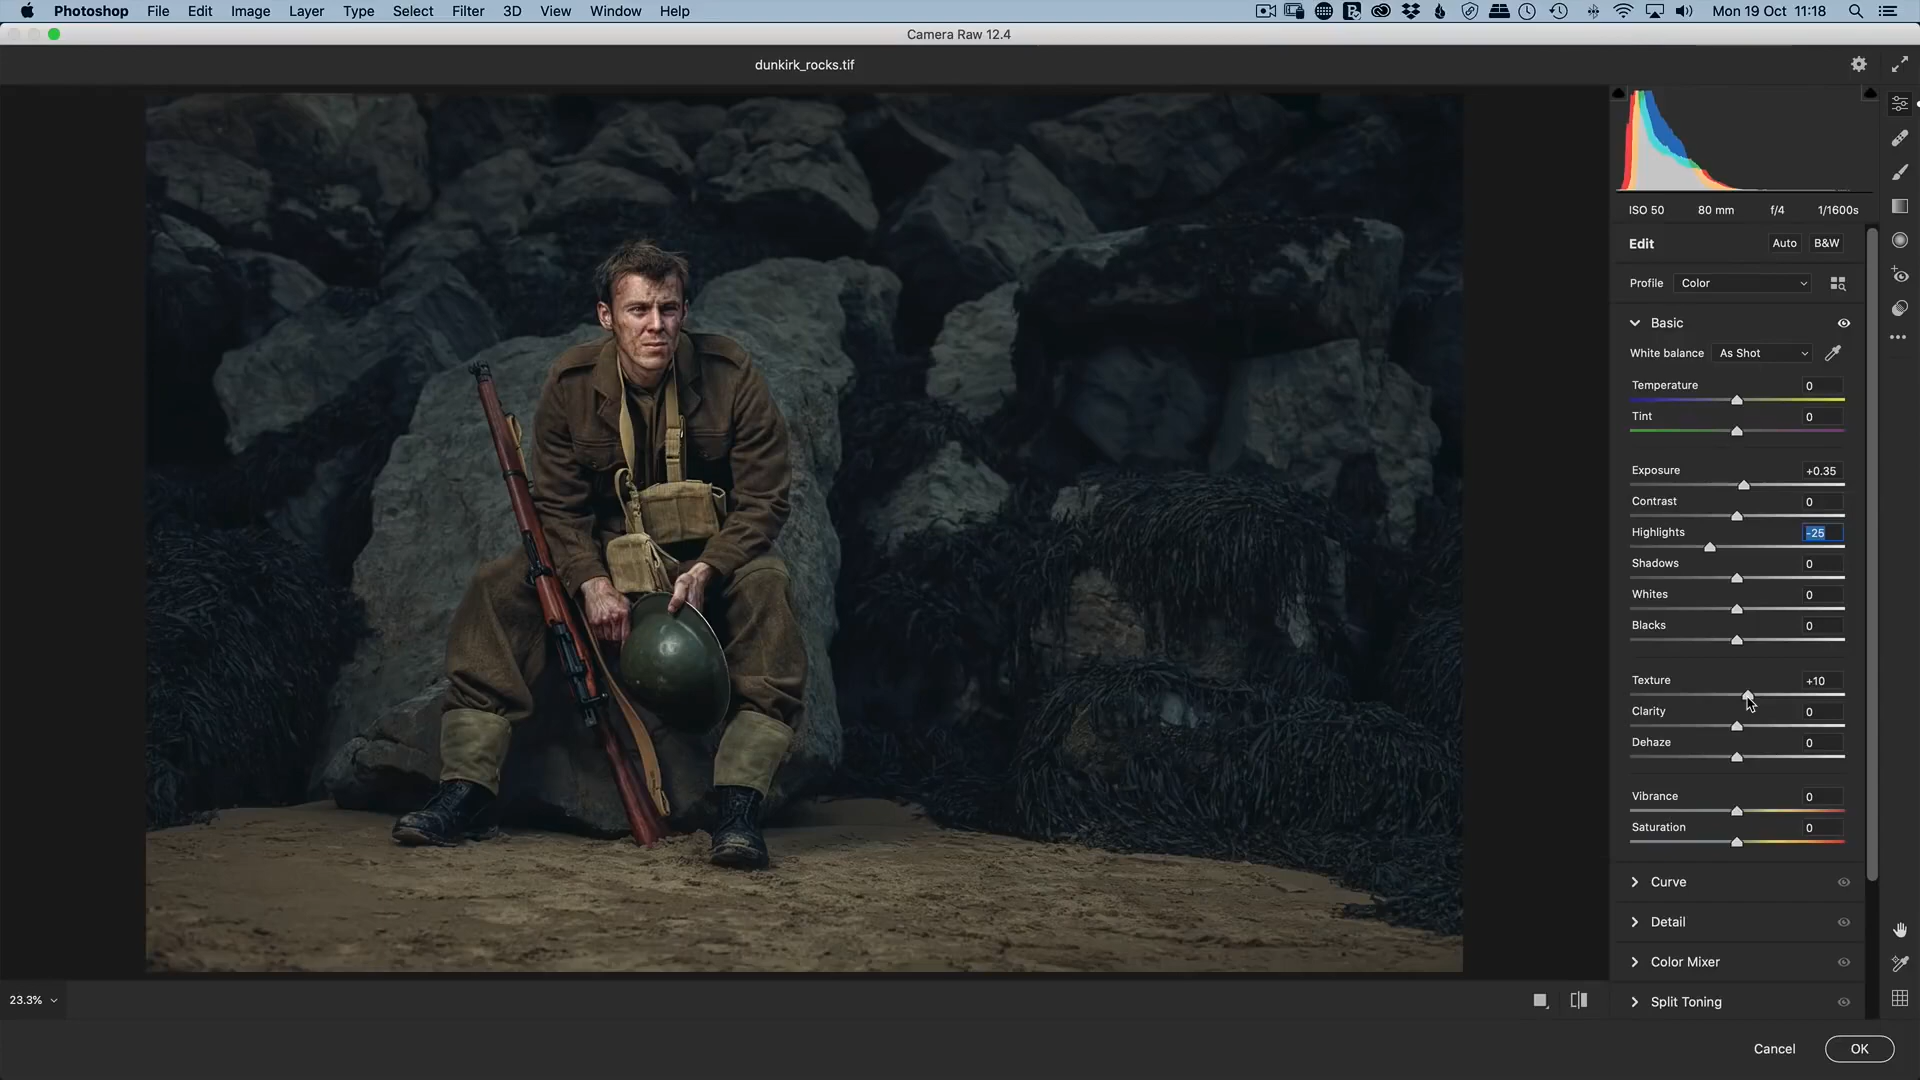 Photoshop File Edit Image Layer Type Select Filter 3D View Window Help Mon 19 Oct 11:18
Camera Raw 12.4
dunkirk_rocks.tif
ISO 50 80 mm f/4 1/1600s
Edit Auto B&W
Profile Color
Basic
White balance As Shot
Temperature 0
Tint 0
Exposure +0.35
Contrast 0
Highlights -25
Shadows 0
Whites 0
Blacks 0
Texture +10
Clarity 0
Dehaze 0
Vibrance 0
Saturation 0
Curve
Detail
Color Mixer
Split Toning
23.3%
Cancel OK